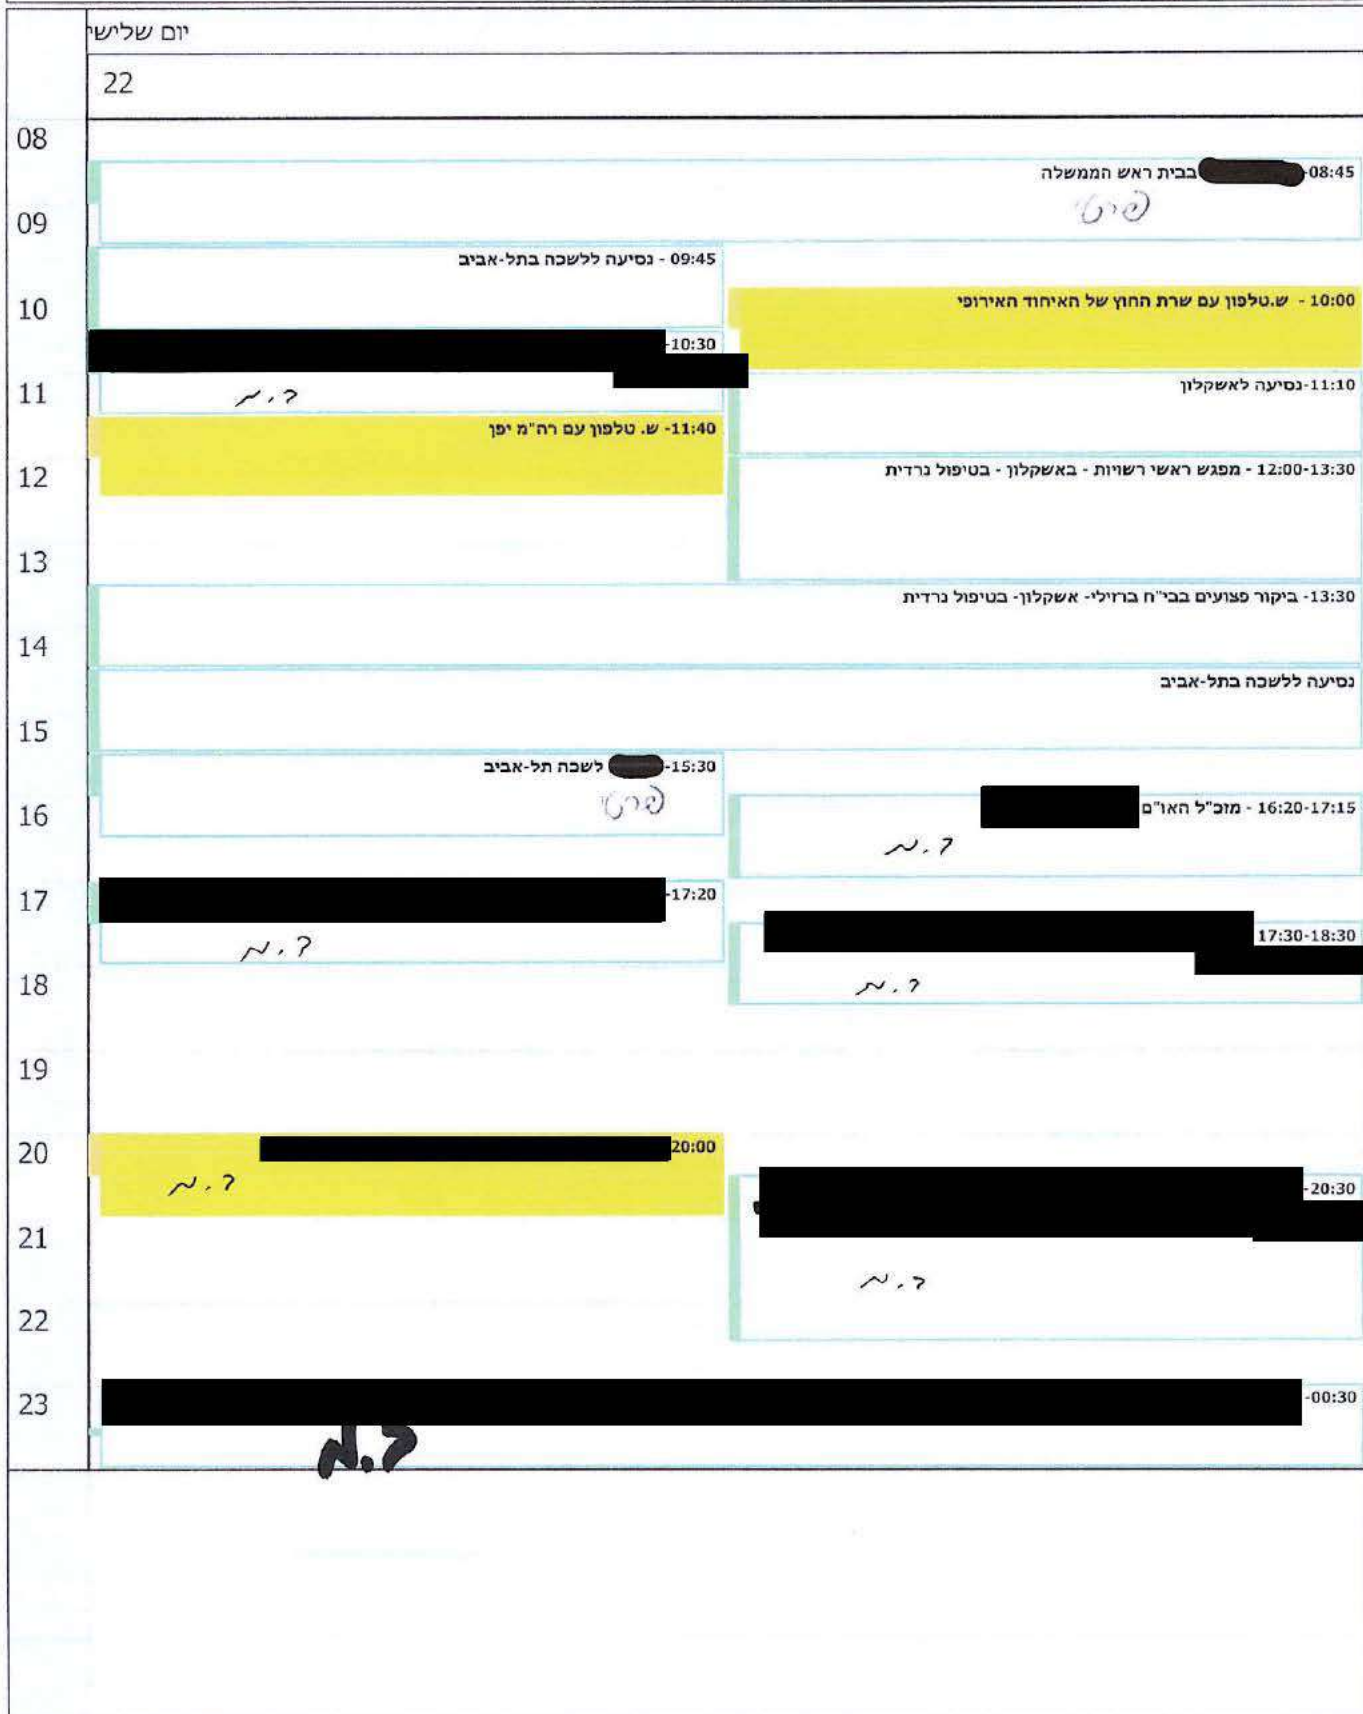 יום שלישי
22
08
08:45- בבית ראש הממשלה
פרטי
09
09:45 - נסיעה ללשכה בתל-אביב
10
10:00 - ש.טלפון עם שרת החוץ של האיחוד האירופי
10:30-
11:10-נסיעה לאשקלון
11
ד.מ
11:40- ש. טלפון עם רה"מ יפן
12
12:00-13:30 - מפגש ראשי רשויות - באשקלון - בטיפול נרדית
13
13:30- ביקור פצועים בבי"ח ברזילי- אשקלון- בטיפול נרדית
14
נסיעה ללשכה בתל-אביב
15
15:30- לשכה תל-אביב
פרטי
16
16:20-17:15 - מזכ"ל האו"ם
ד.מ
17
17:20-
ד.מ
17:30-18:30
ד.מ
18
19
20
20:00
ד.מ
20:30-
21
ד.מ
22
23
00:30-
ד.מ